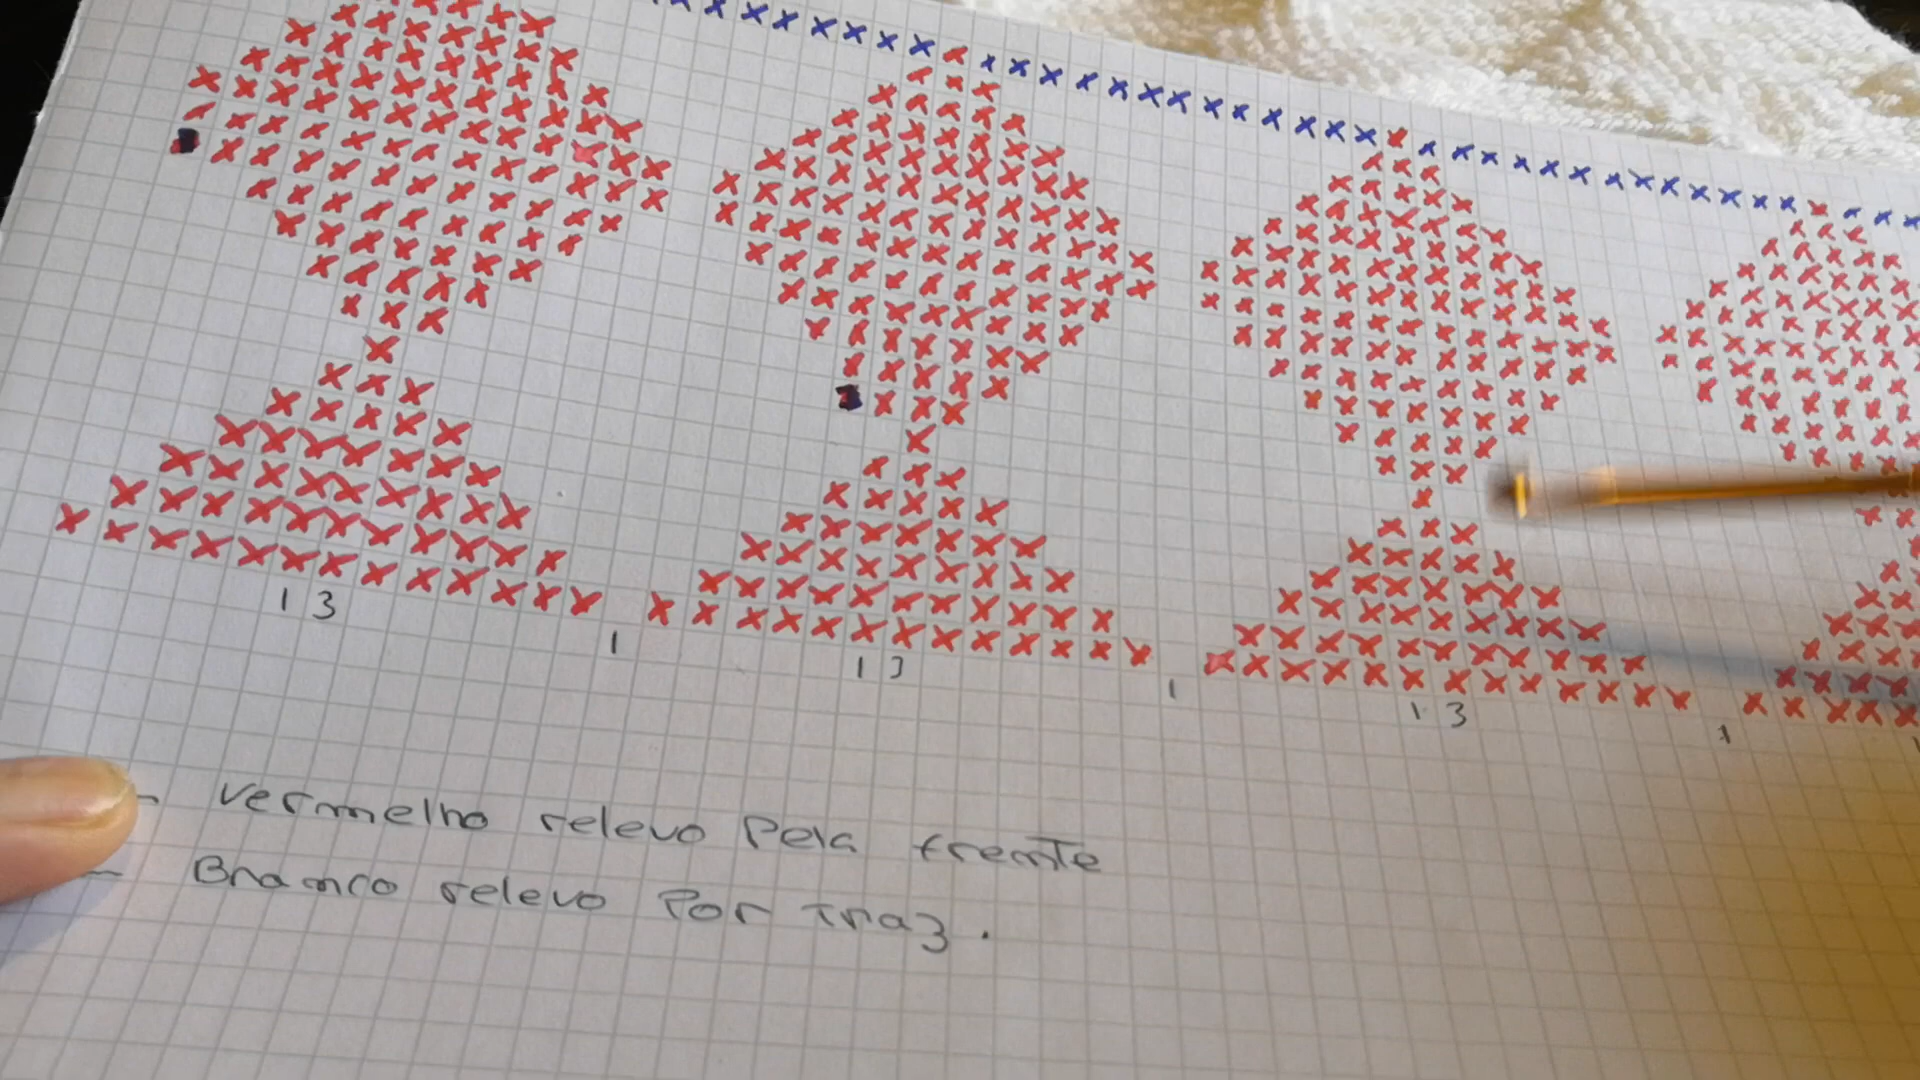 13 1 13 1 13 1
- Vermelho relevo Pela frente
- Branco relevo Por traz.